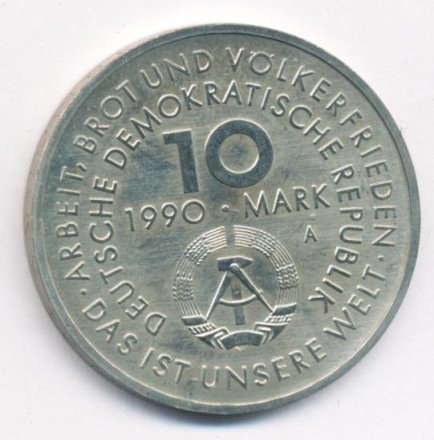 · ARBEIT, BROT UND VÖLKERFRIEDEN ·
DAS IST UNSERE WELT
DEUTSCHE DEMOKRATISCHE REPUBLIK
10
1990 · MARK
A